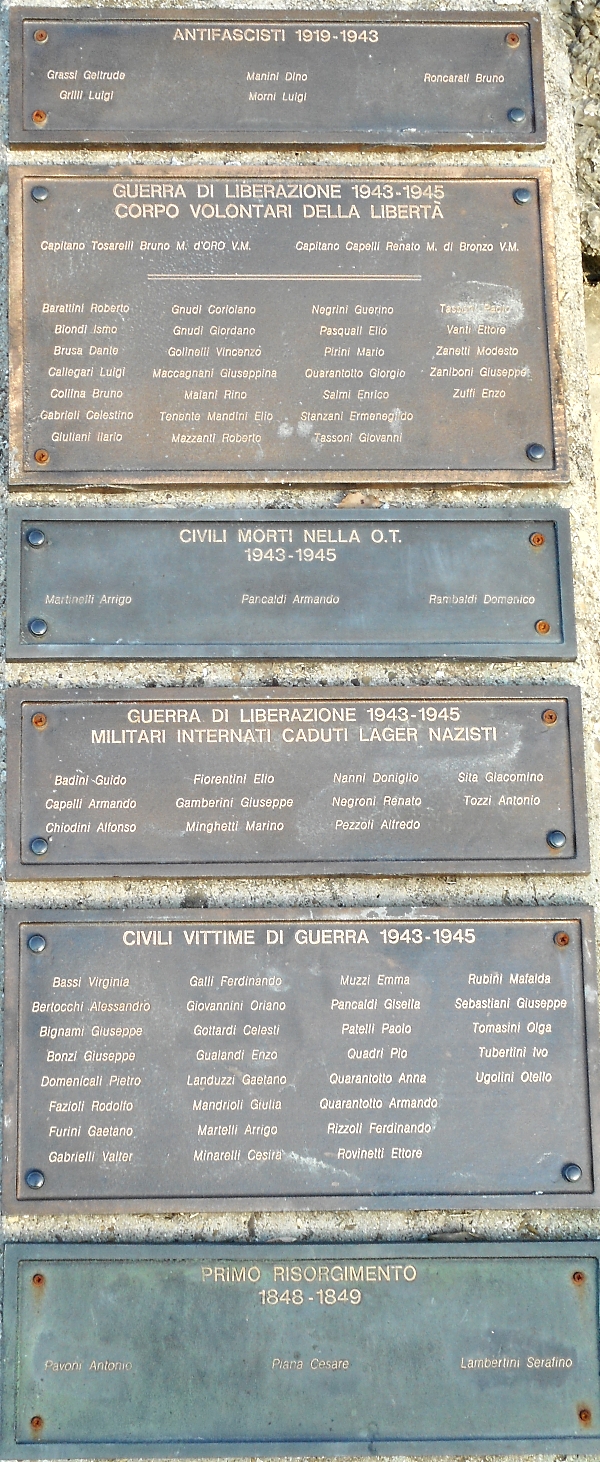 ANTIFASCISTI 1919-1943
Grassi Geltrude Manini Dino Roncarati Bruno
Grilli Luigi Morni Luigi
GUERRA DI LIBERAZIONE 1943-1945
CORPO VOLONTARI DELLA LIBERTÀ
Capitano Tosarelli Bruno M. d'ORO V.M. Capitano Capelli Renato M. di Bronzo V.M.
Barattini Roberto Gnudi Coriolano Negrini Guerino Tassoni Paolo
Biondi Ismo Gnudi Giordano Pasquali Elio Vanti Ettore
Brusa Dante Golinelli Vincenzo Pirini Mario Zanetti Modesto
Callegari Luigi Maccagnani Giuseppina Quarantotto Giorgio Zaniboni Giuseppe
Collina Bruno Maiani Rino Salmi Enrico Zuffi Enzo
Gabrieli Celestino Tenente Mandini Elio Stanzani Ermenegildo
Giuliani Ilario Mazzanti Roberto Tassoni Giovanni
CIVILI MORTI NELLA O.T.
1943-1945
Martinelli Arrigo Pancaldi Armando Rambaldi Domenico
GUERRA DI LIBERAZIONE 1943-1945
MILITARI INTERNATI CADUTI LAGER NAZISTI
Badini Guido Fiorentini Elio Nanni Doniglio Sita Giacomino
Capelli Armando Gamberini Giuseppe Negroni Renato Tozzi Antonio
Chiodini Alfonso Minghetti Marino Pezzoli Alfredo
CIVILI VITTIME DI GUERRA 1943-1945
Bassi Virginia Galli Ferdinando Muzzi Emma Rubini Mafalda
Bertocchi Alessandro Giovannini Oriano Pancaldi Gisella Sebastiani Giuseppe
Bignami Giuseppe Gottardi Celesti Patelli Paolo Tomasini Olga
Bonzi Giuseppe Gualandi Enzo Quadri Pio Tubertini Ivo
Domenicali Pietro Landuzzi Gaetano Quarantotto Anna Ugolini Otello
Fazioli Rodolfo Mandrioli Giulia Quarantotto Armando
Furini Gaetano Martelli Arrigo Rizzoli Ferdinando
Gabrielli Valter Minarelli Cesira Rovinetti Ettore
PRIMO RISORGIMENTO
1848-1849
Pavoni Antonio Piana Cesare Lambertini Serafino